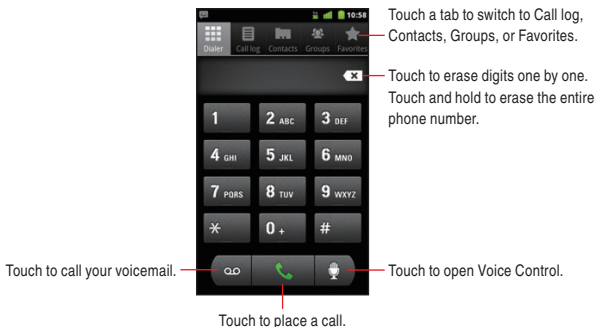 10:58
Touch a tab to switch to Call log,
Contacts, Groups, or Favorites.
Dialer Call log Contacts Groups Favorites
Touch to erase digits one by one.
Touch and hold to erase the entire
phone number.
1 2 ABC 3 DEF
4 GHI 5 JKL 6 MNO
7 PQRS 8 TUV 9 WXYZ
* 0 + #
Touch to call your voicemail.
Touch to open Voice Control.
Touch to place a call.